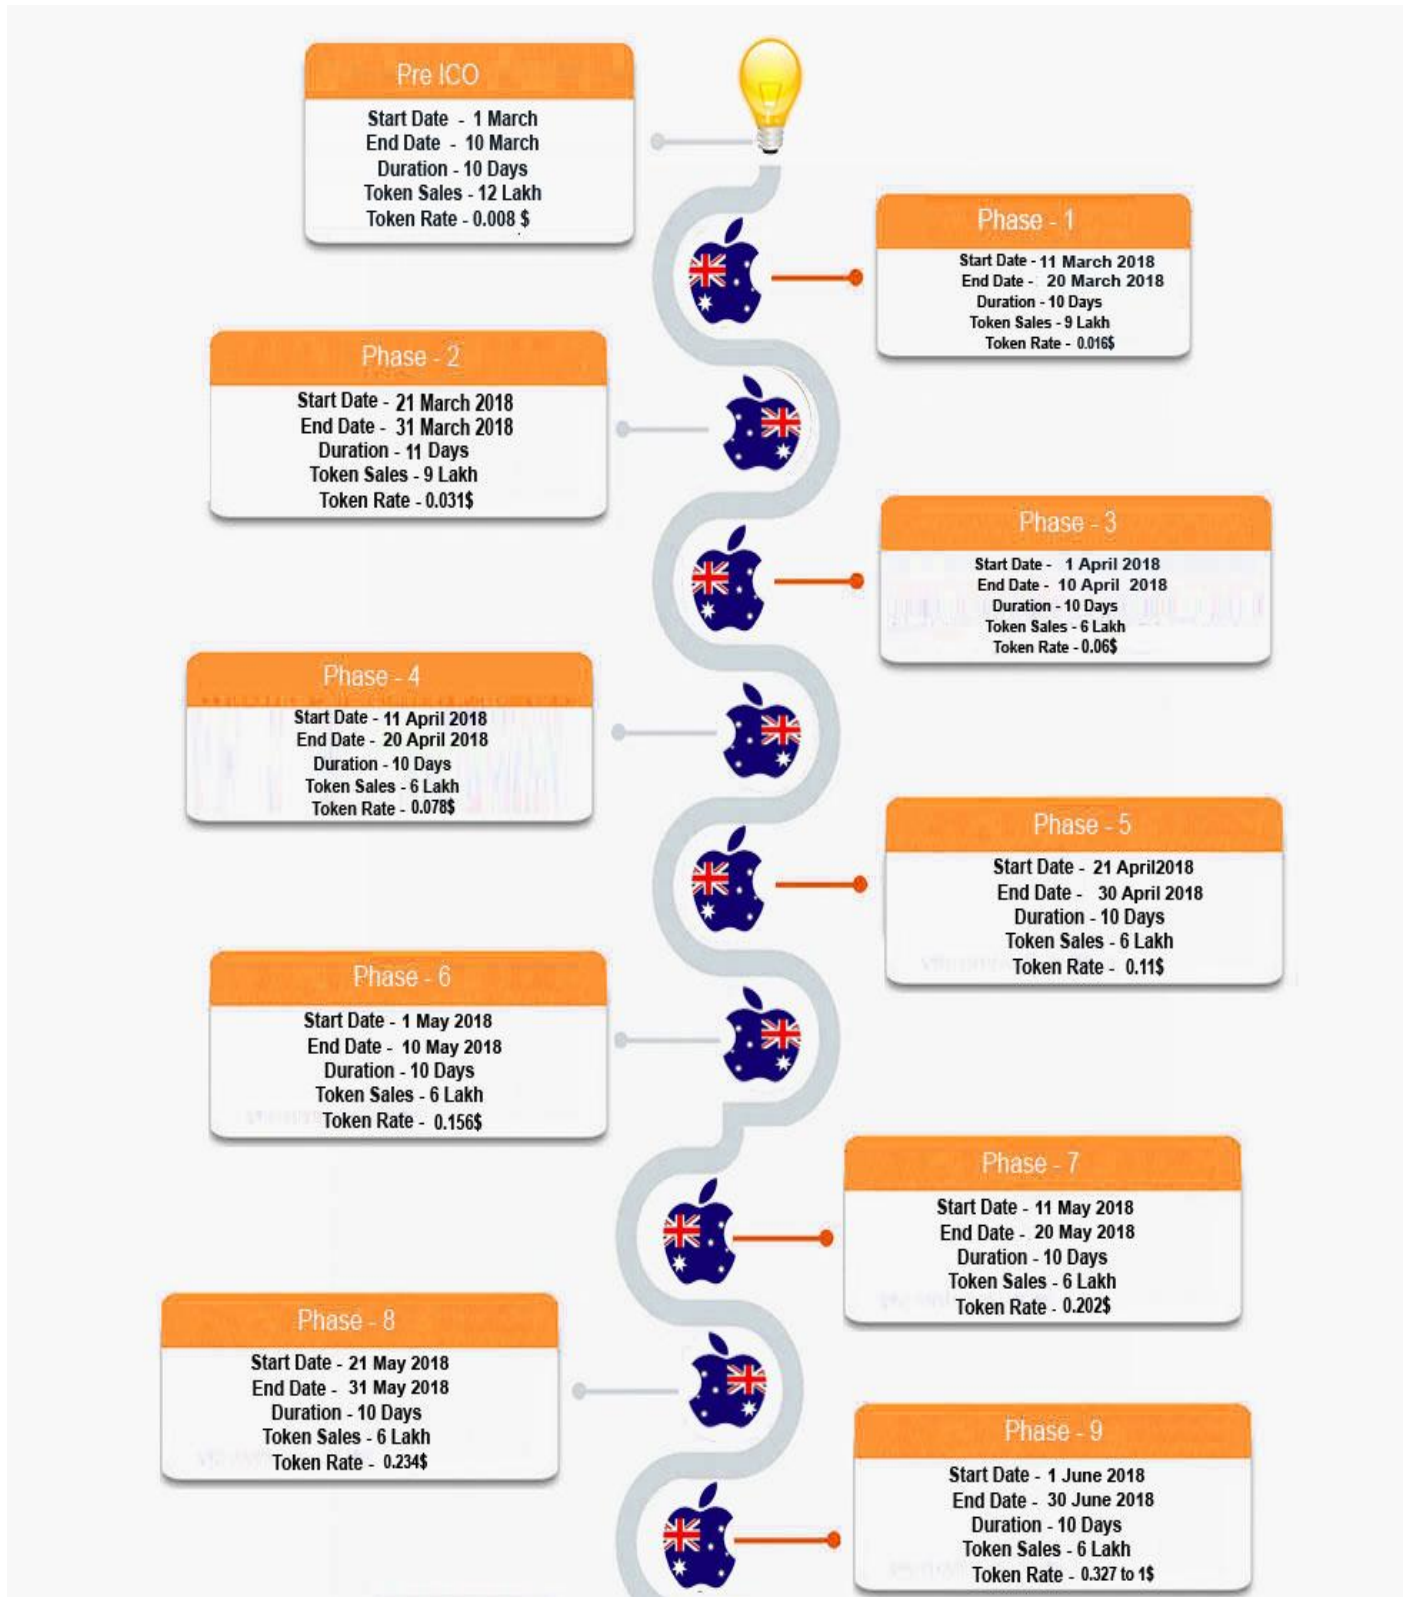 Pre ICO
Start Date - 1 March
End Date - 10 March
Duration - 10 Days
Token Sales - 12 Lakh
Token Rate - 0.008 $
Phase - 1
Start Date - 11 March 2018
End Date - 20 March 2018
Duration - 10 Days
Token Sales - 9 Lakh
Token Rate - 0.016$
Phase - 2
Start Date - 21 March 2018
End Date - 31 March 2018
Duration - 11 Days
Token Sales - 9 Lakh
Token Rate - 0.031$
Phase - 3
Start Date - 1 April 2018
End Date - 10 April 2018
Duration - 10 Days
Token Sales - 6 Lakh
Token Rate - 0.06$
Phase - 4
Start Date - 11 April 2018
End Date - 20 April 2018
Duration - 10 Days
Token Sales - 6 Lakh
Token Rate - 0.078$
Phase - 5
Start Date - 21 April2018
End Date - 30 April 2018
Duration - 10 Days
Token Sales - 6 Lakh
Token Rate - 0.11$
Phase - 6
Start Date - 1 May 2018
End Date - 10 May 2018
Duration - 10 Days
Token Sales - 6 Lakh
Token Rate - 0.156$
Phase - 7
Start Date - 11 May 2018
End Date - 20 May 2018
Duration - 10 Days
Token Sales - 6 Lakh
Token Rate - 0.202$
Phase - 8
Start Date - 21 May 2018
End Date - 31 May 2018
Duration - 10 Days
Token Sales - 6 Lakh
Token Rate - 0.234$
Phase - 9
Start Date - 1 June 2018
End Date - 30 June 2018
Duration - 10 Days
Token Sales - 6 Lakh
Token Rate - 0.327 to 1$